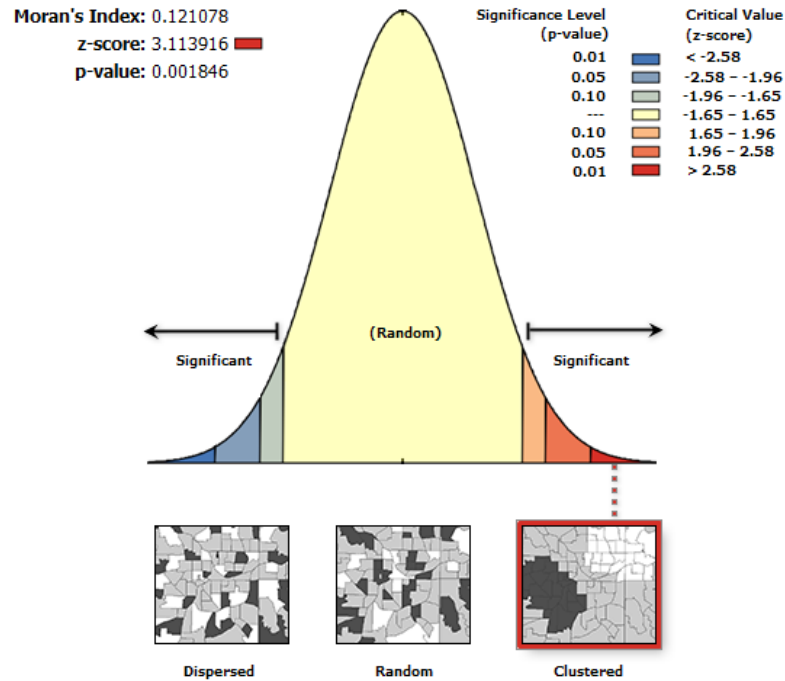 Moran's Index: 0.121078
z-score: 3.113916
p-value: 0.001846
Significance Level
(p-value)
Critical Value
(z-score)
0.01 < -2.58
0.05 -2.58 – -1.96
0.10 -1.96 – -1.65
--- -1.65 – 1.65
0.10 1.65 – 1.96
0.05 1.96 – 2.58
0.01 > 2.58
(Random)
Significant Significant
Dispersed Random Clustered